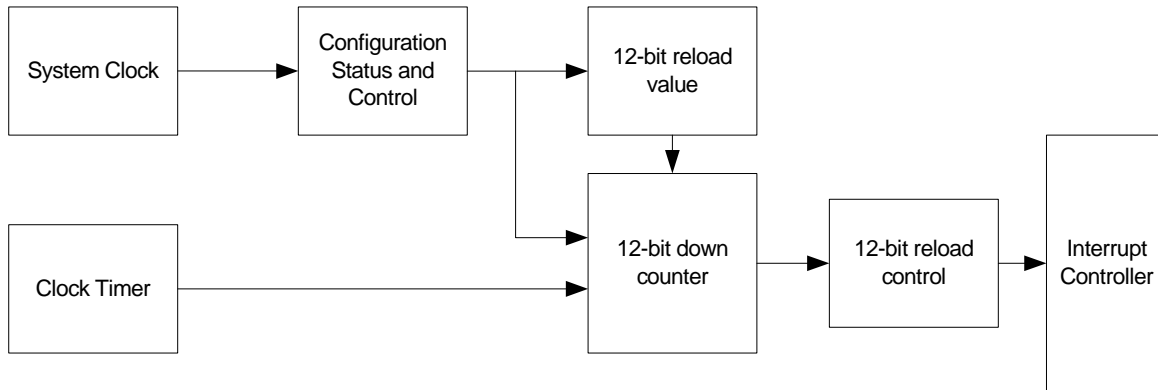 System Clock
Configuration
Status and
Control
12-bit reload
value
Clock Timer
12-bit down
counter
12-bit reload
control
Interrupt
Controller